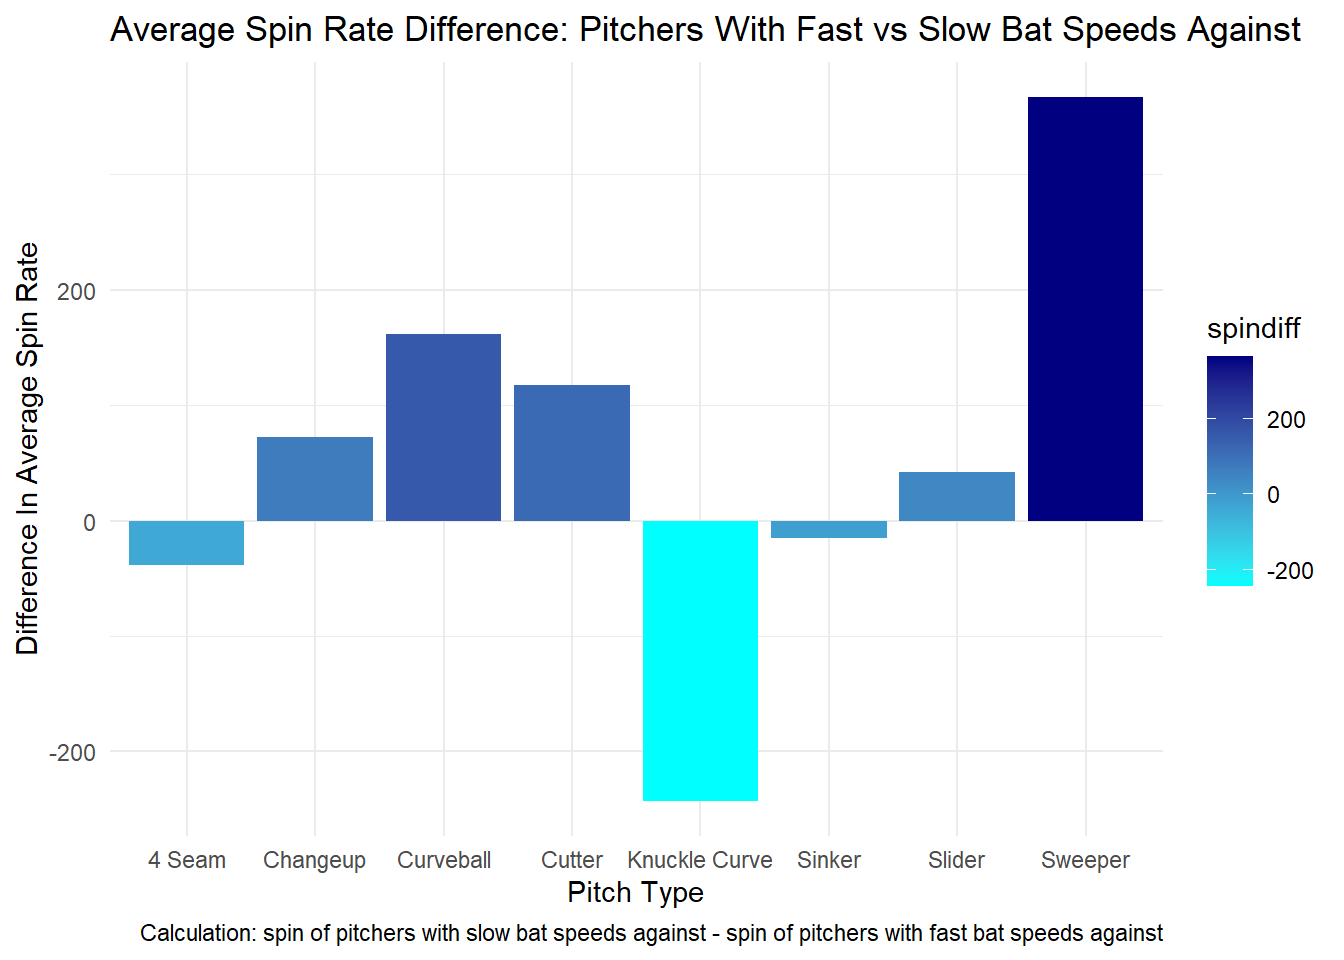 Average Spin Rate Difference: Pitchers With Fast vs Slow Bat Speeds Against
Difference In Average Spin Rate
200
0
-200
4 Seam Changeup Curveball Cutter Knuckle Curve Sinker Slider Sweeper
Pitch Type
Calculation: spin of pitchers with slow bat speeds against - spin of pitchers with fast bat speeds against
spindiff
200
0
-200